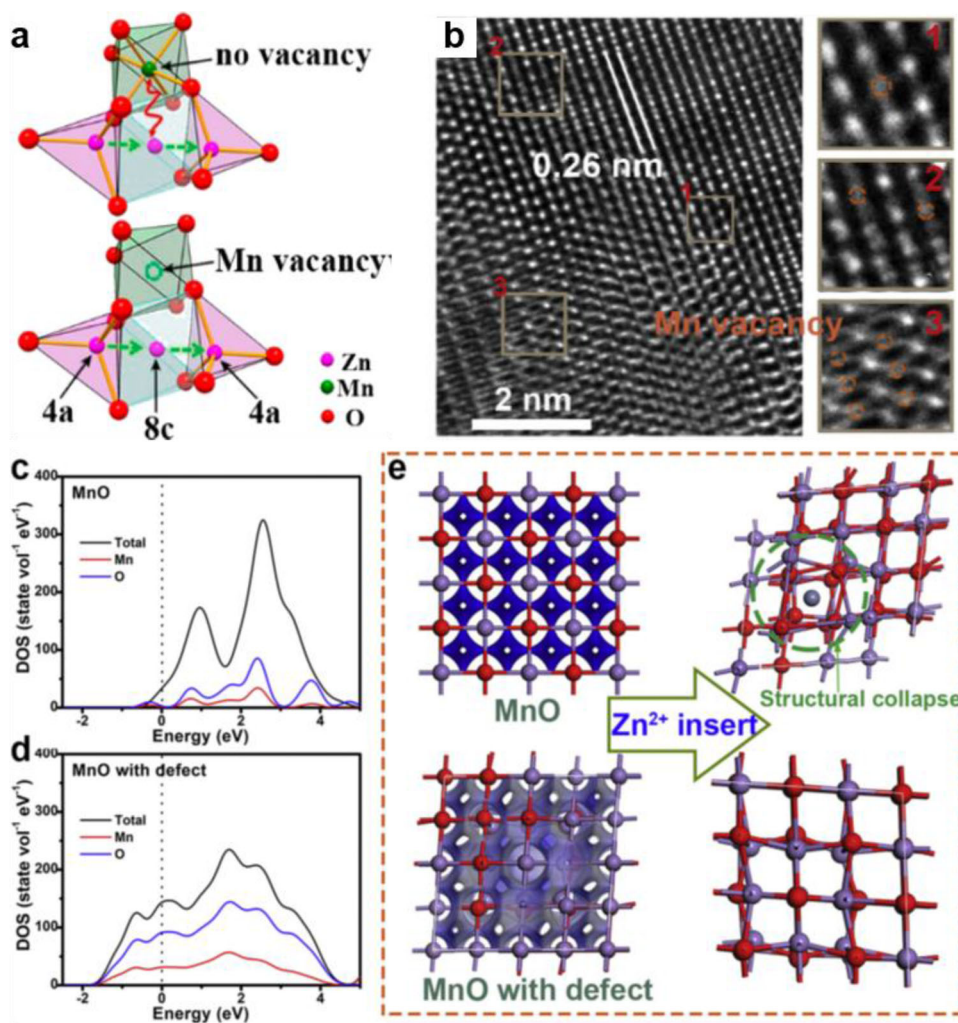 a
no vacancy
Mn vacancy
Zn
Mn
O
4a
8c
4a
b
2
0.26 nm
1
3
Mn vacancy
2 nm
1
2
3
c
MnO
Total
Mn
O
DOS (state vol⁻¹ eV⁻¹)
400
300
200
100
0
-2
0
2
4
Energy (eV)
d
MnO with defect
Total
Mn
O
DOS (state vol⁻¹ eV⁻¹)
400
300
200
100
0
-2
0
2
4
Energy (eV)
e
MnO
Zn²⁺ insert
Structural collapse
MnO with defect